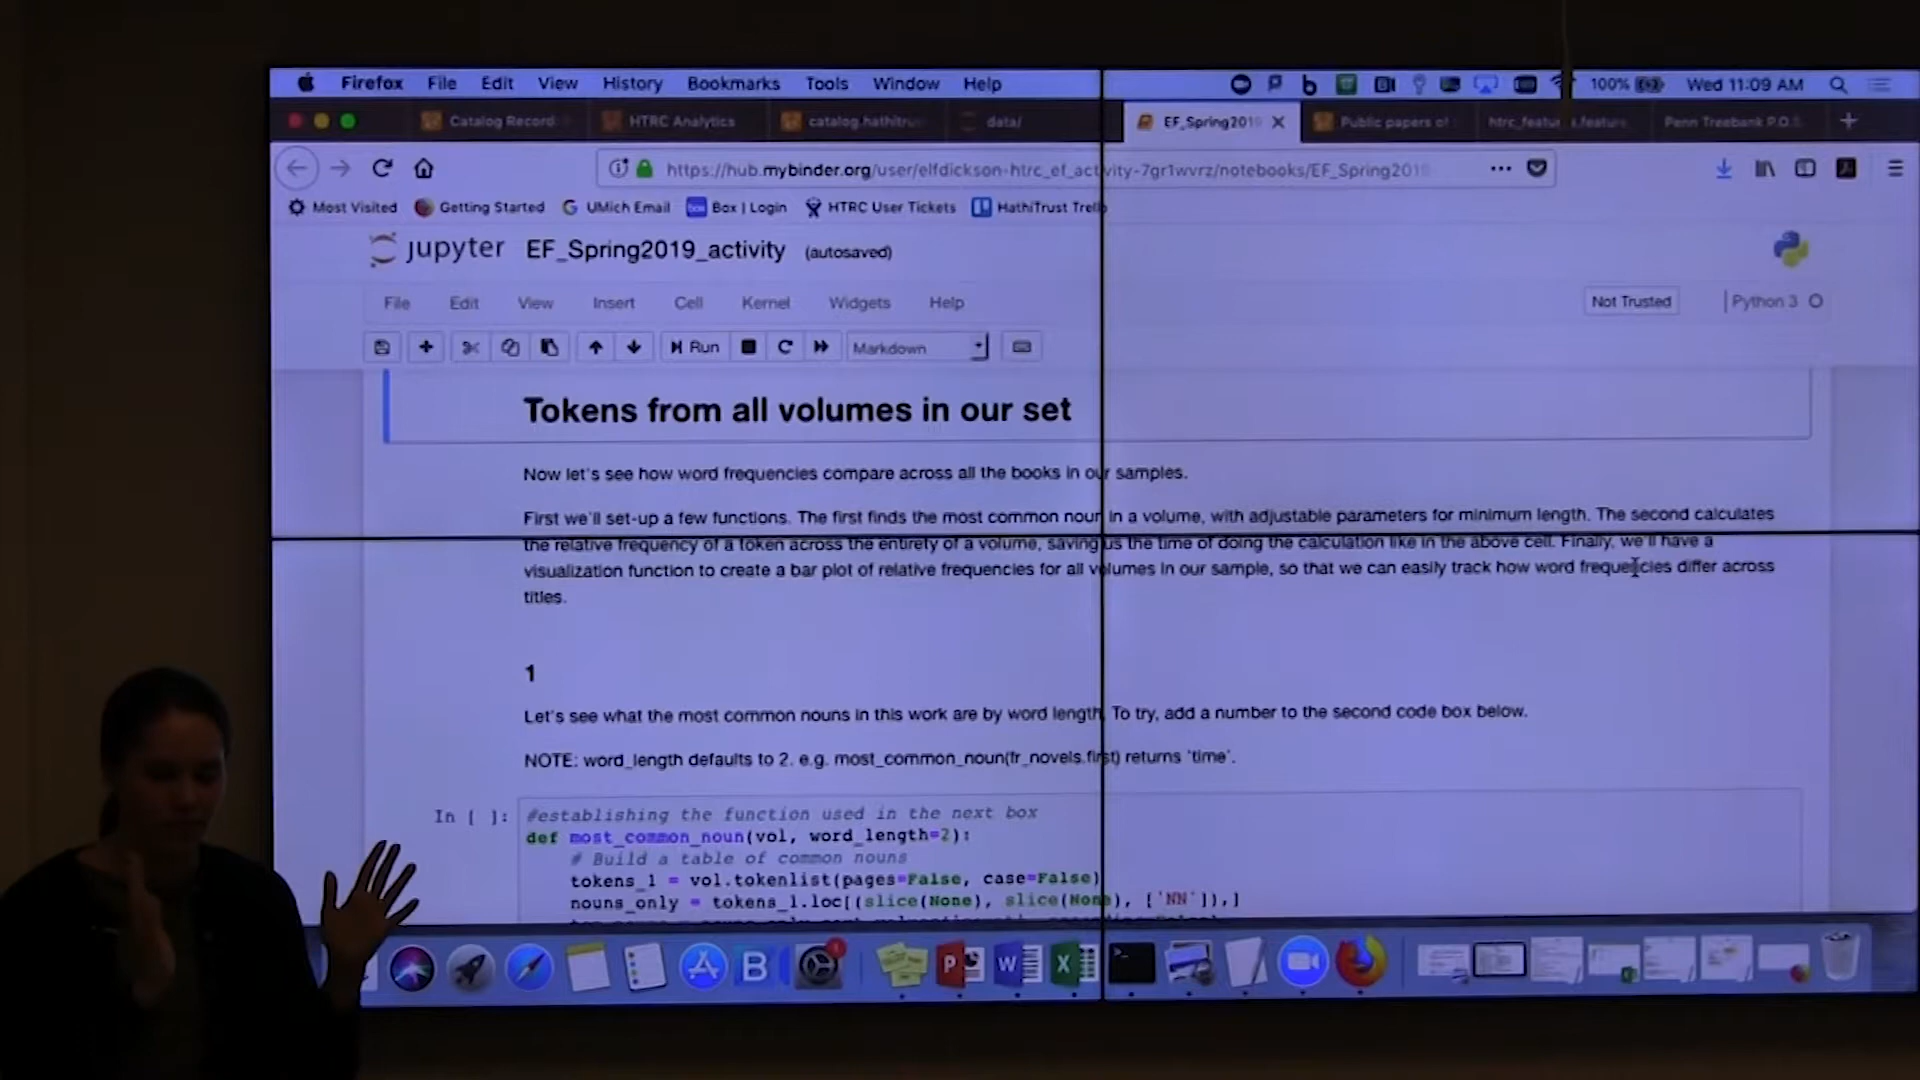 Firefox File Edit View History Bookmarks Tools Window Help 100% Wed 11:09 AM
Catalog Record HTRC Analytics catalog.hathitrus data/ EF_Spring2019 Public papers of Penn Treebank P.O.S.
https://hub.mybinder.org/user/elfdickson-htrc_ef_activity-7gr1wvrz/notebooks/EF_Spring2019
Most Visited Getting Started UMich Email Box | Login HTRC User Tickets HathiTrust Trello
jupyter EF_Spring2019_activity (autosaved)
File Edit View Insert Cell Kernel Widgets Help Not Trusted Python 3
Run Markdown
Tokens from all volumes in our set
Now let's see how word frequencies compare across all the books in our samples.
First we'll set-up a few functions. The first finds the most common noun in a volume, with adjustable parameters for minimum length. The second calculates
the relative frequency of a token across the entirety of a volume, saving us the time of doing the calculation like in the above cell. Finally, we'll have a
visualization function to create a bar plot of relative frequencies for all volumes in our sample, so that we can easily track how word frequencies differ across
titles.
1
Let's see what the most common nouns in this work are by word length. To try, add a number to the second code box below.
NOTE: word_length defaults to 2. e.g. most_common_noun(fr_novels.first) returns 'time'.
In [ ]: #establishing the function used in the next box
def most_common_noun(vol, word_length=2):
# Build a table of common nouns
tokens_1 = vol.tokenlist(pages=False, case=False)
nouns_only = tokens_1.loc[(slice(None), slice(None), ['NN']),]